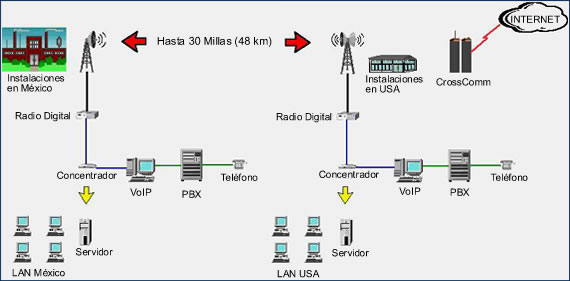 INTERNET
Hasta 30 Millas (48 km)
Instalaciones
en México
Instalaciones
en USA
CrossComm
Radio Digital
Radio Digital
Concentrador
VoIP
PBX
Teléfono
Concentrador
VoIP
PBX
Teléfono
Servidor
LAN México
Servidor
LAN USA